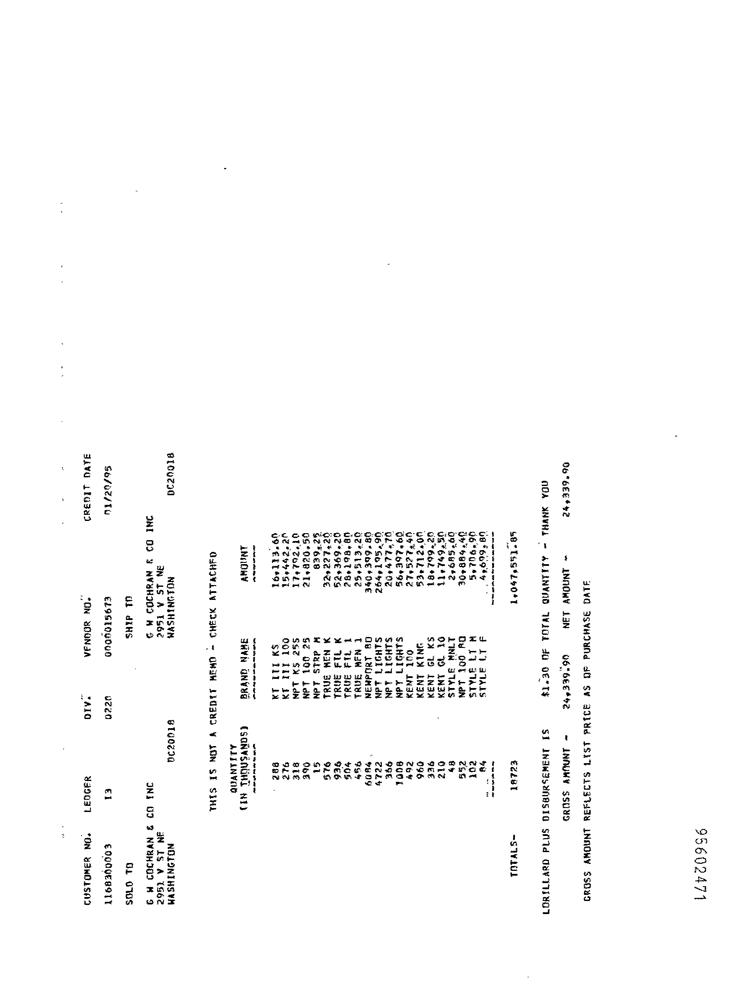 CUSTOMER NO. LEDGER DIV. VENDOR NO. CREDIT DATE
1168300003 13 0220 0000015673 01/20/95
SOLD TO SHIP TO
G W COCHRAN & CO INC G W COCHRAN & CO INC
2951 V ST NE 2951 V ST NE
WASHINGTON DC20018 WASHINGTON DC20018
THIS IS NOT A CREDIT MEMO - CHECK ATTACHED
QUANTITY
(IN THOUSANDS) BRAND NAME AMOUNT
288 KT III KS 16,113.60
276 KT III 100 15,442.20
318 NPT KS 25S 17,792.10
390 NPT 100 25 21,820.50
15 NPT STRP M 839.25
576 TRUE MEN K 32,227.20
936 TRUE FIL K 52,369.20
504 TRUE FIL 1 28,198.80
456 TRUE MEN 1 25,513.20
6084 NEWPORT BO 340,399.80
4722 NPT LIGHTS 264,195.90
366 NPT LIGHTS 20,477.70
1008 NPT LIGHTS 56,397.60
492 KENT 100 27,527.40
960 KENT KING 53,712.00
336 KENT GL KS 18,799.20
210 KENT GL 10 11,749.50
48 STYLE MNLT 2,685.60
552 NPT 100 BO 30,884.40
102 STYLE LT M 5,706.90
84 STYLE LT F 4,699.80
TOTALS- 18723 1,047,551.85
LORILLARD PLUS DISBURSEMENT IS $1.30 OF TOTAL QUANTITY - THANK YOU
GROSS AMOUNT - 24,339.90 NET AMOUNT - 24,339.90
GROSS AMOUNT REFLECTS LIST PRICE AS OF PURCHASE DATE
95602471